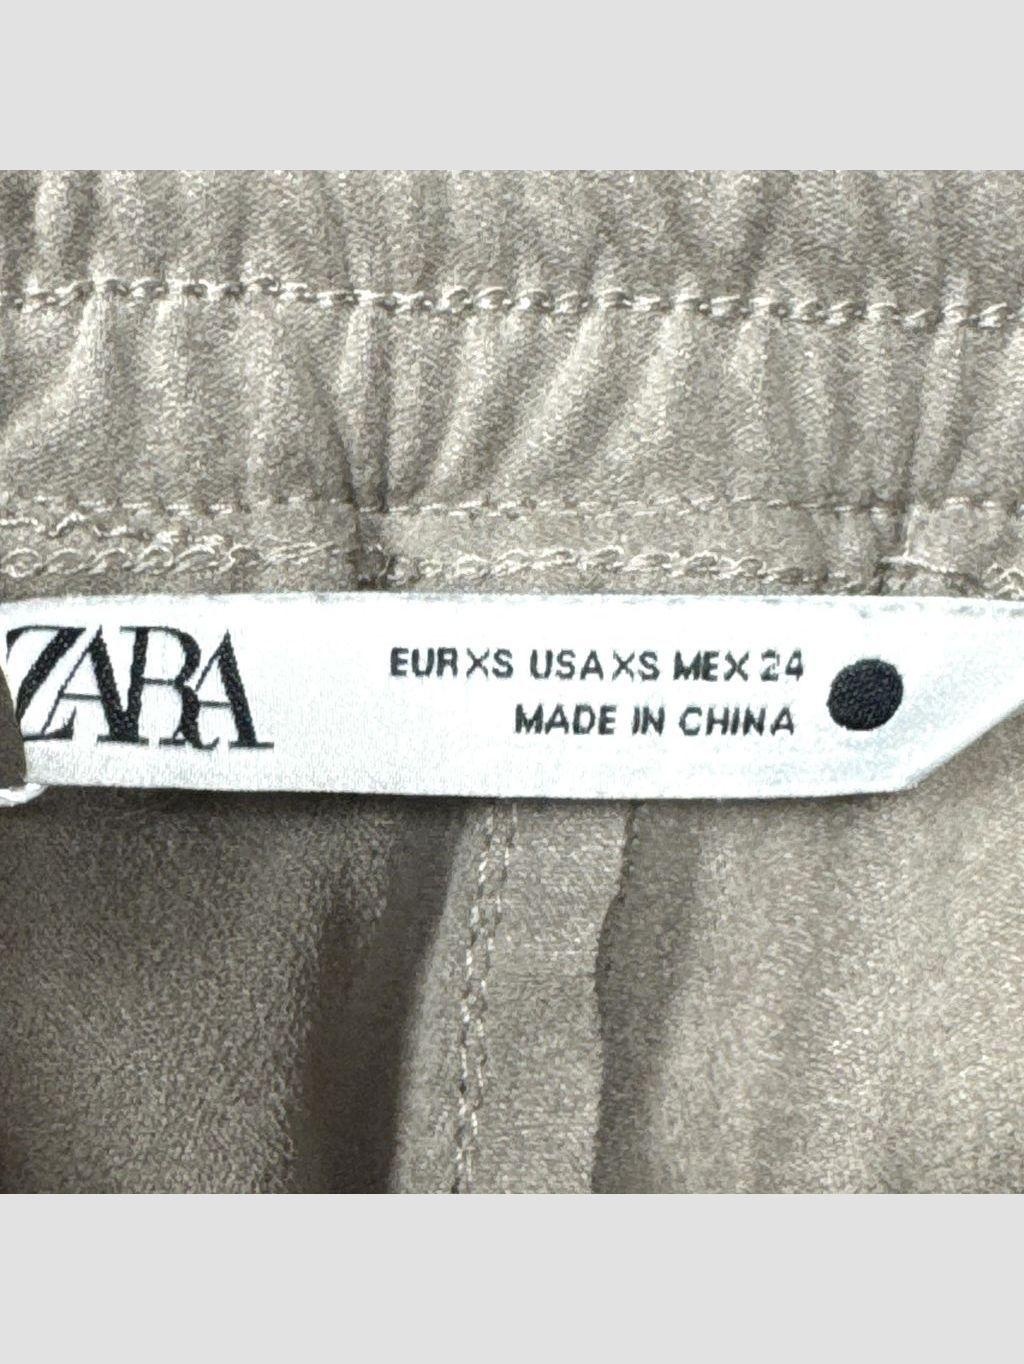 ZARA
EUR XS USA XS MEX 24
MADE IN CHINA